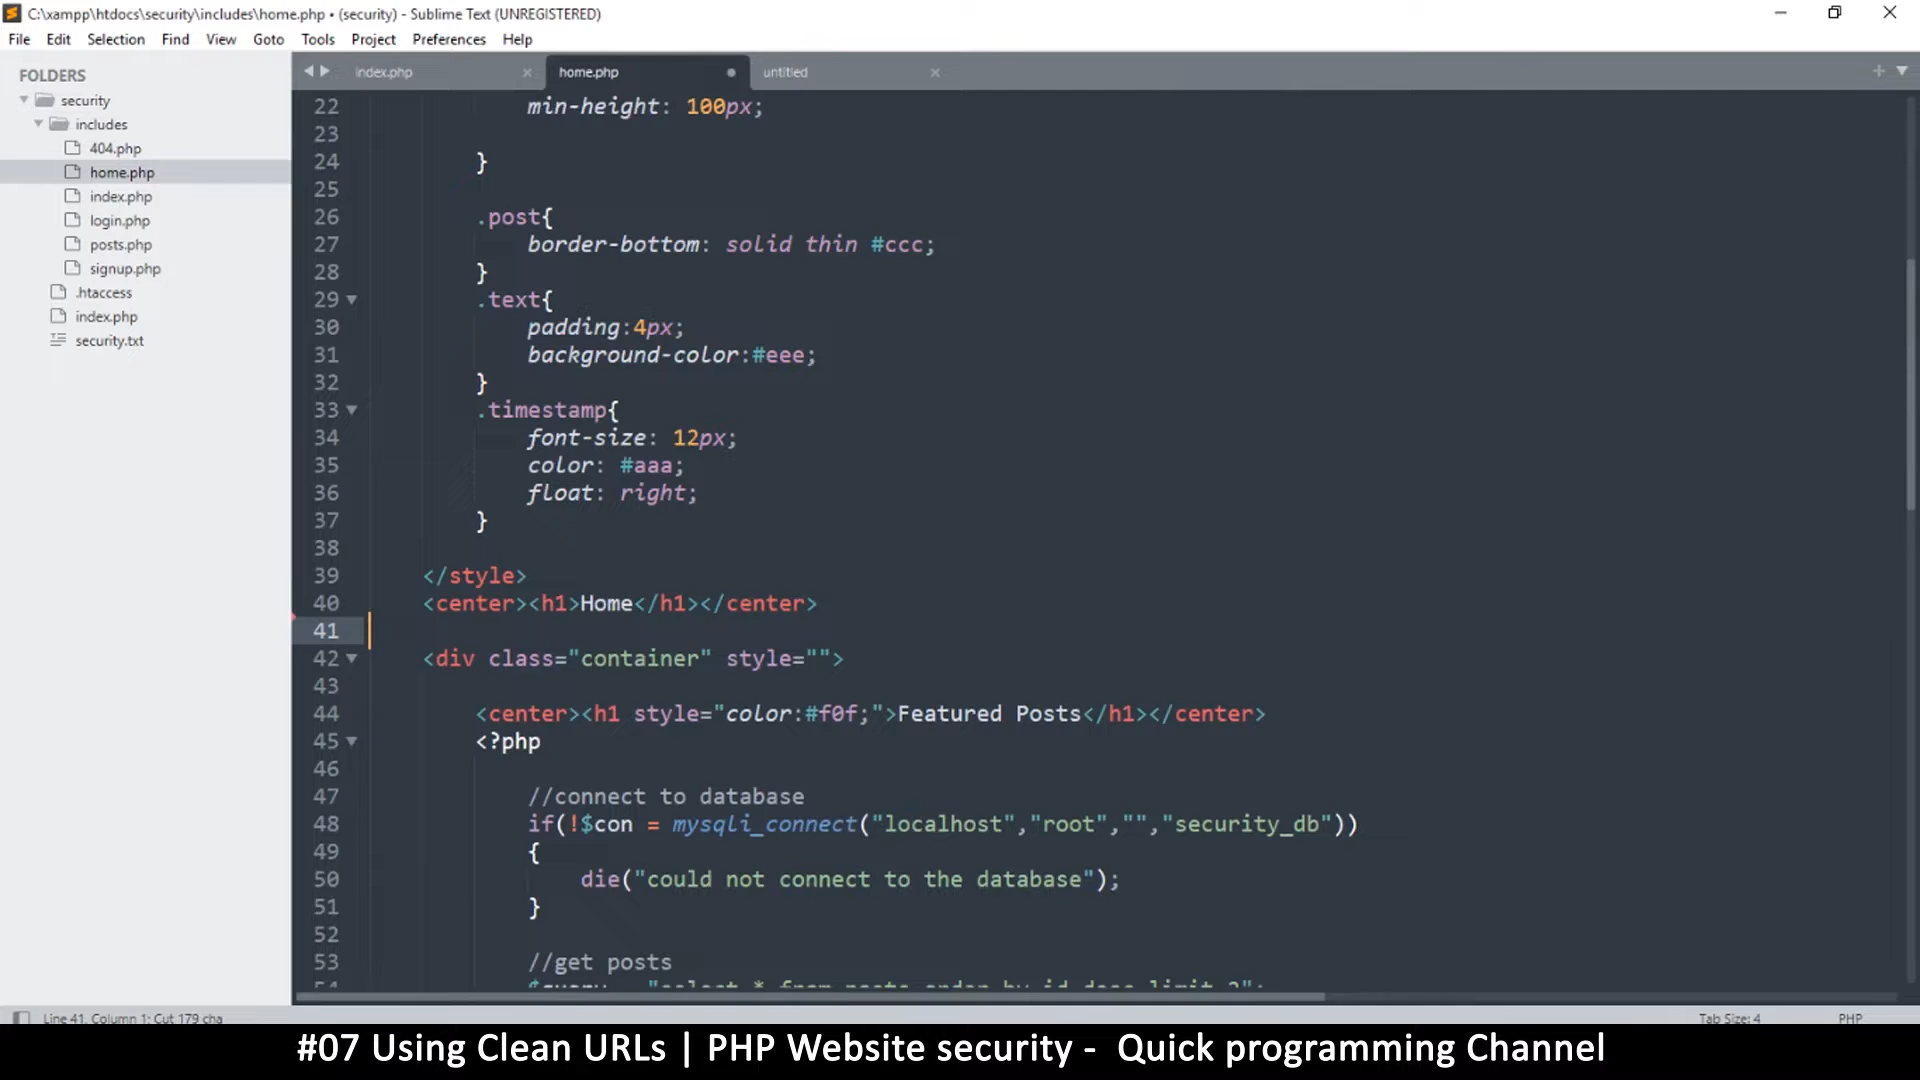 C:\xampp\htdocs\security\includes\home.php • (security) - Sublime Text (UNREGISTERED)
File Edit Selection Find View Goto Tools Project Preferences Help
FOLDERS
security
includes
404.php
home.php
index.php
login.php
posts.php
signup.php
.htaccess
index.php
security.txt
index.php home.php untitled
22 min-height: 100px;
23
24 }
25
26 .post{
27 border-bottom: solid thin #ccc;
28 }
29 .text{
30 padding:4px;
31 background-color:#eee;
32 }
33 .timestamp{
34 font-size: 12px;
35 color: #aaa;
36 float: right;
37 }
38
39 </style>
40 <center><h1>Home</h1></center>
41
42 <div class="container" style="">
43
44 <center><h1 style="color:#f0f;">Featured Posts</h1></center>
45 <?php
46
47 //connect to database
48 if(!$con = mysqli_connect("localhost","root","","security_db"))
49 {
50 die("could not connect to the database");
51 }
52
53 //get posts
Line 41, Column 1: Cut 179 cha
Tab Size: 4 PHP
#07 Using Clean URLs | PHP Website security - Quick programming Channel